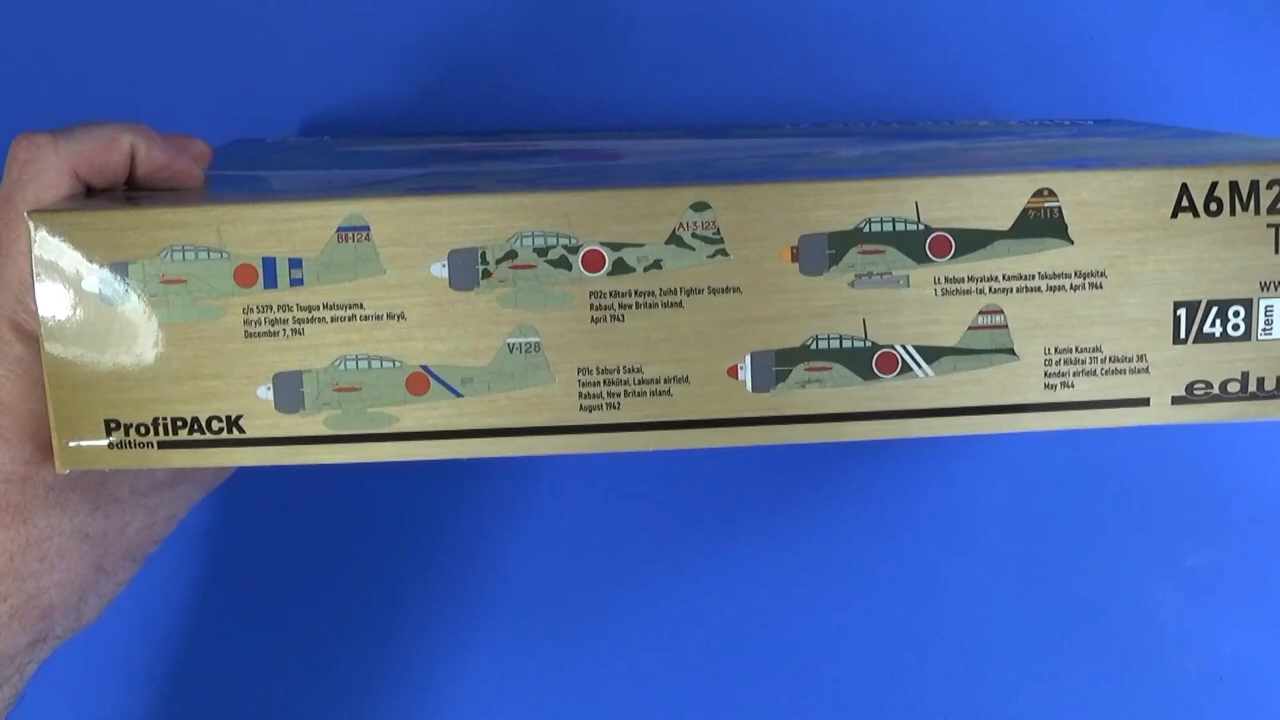 BII-124
c/n 5379, PO1c Tsuguo Matsuyama,
Hiryū Fighter Squadron, aircraft carrier Hiryū,
December 7, 1941
A1-3-123
PO2c Kōtarō Koyae, Zuihō Fighter Squadron,
Rabaul, New Britain island,
April 1943
ケ-113
Lt. Nobuo Miyatake, Kamikaze Tokubetsu Kōgekitai,
1. Shichisei-tai, Kanoya airbase, Japan, April 1944
V-128
PO1c Saburō Sakai,
Tainan Kōkūtai, Lakunai airfield,
Rabaul, New Britain island,
August 1942
Lt. Kunio Kanzaki,
CO of Hikōtai 311 of Kōkūtai 381,
Kendari airfield, Celebes island,
May 1944
ProfiPACK
edition
A6M2
T
ww
1/48
item
edu